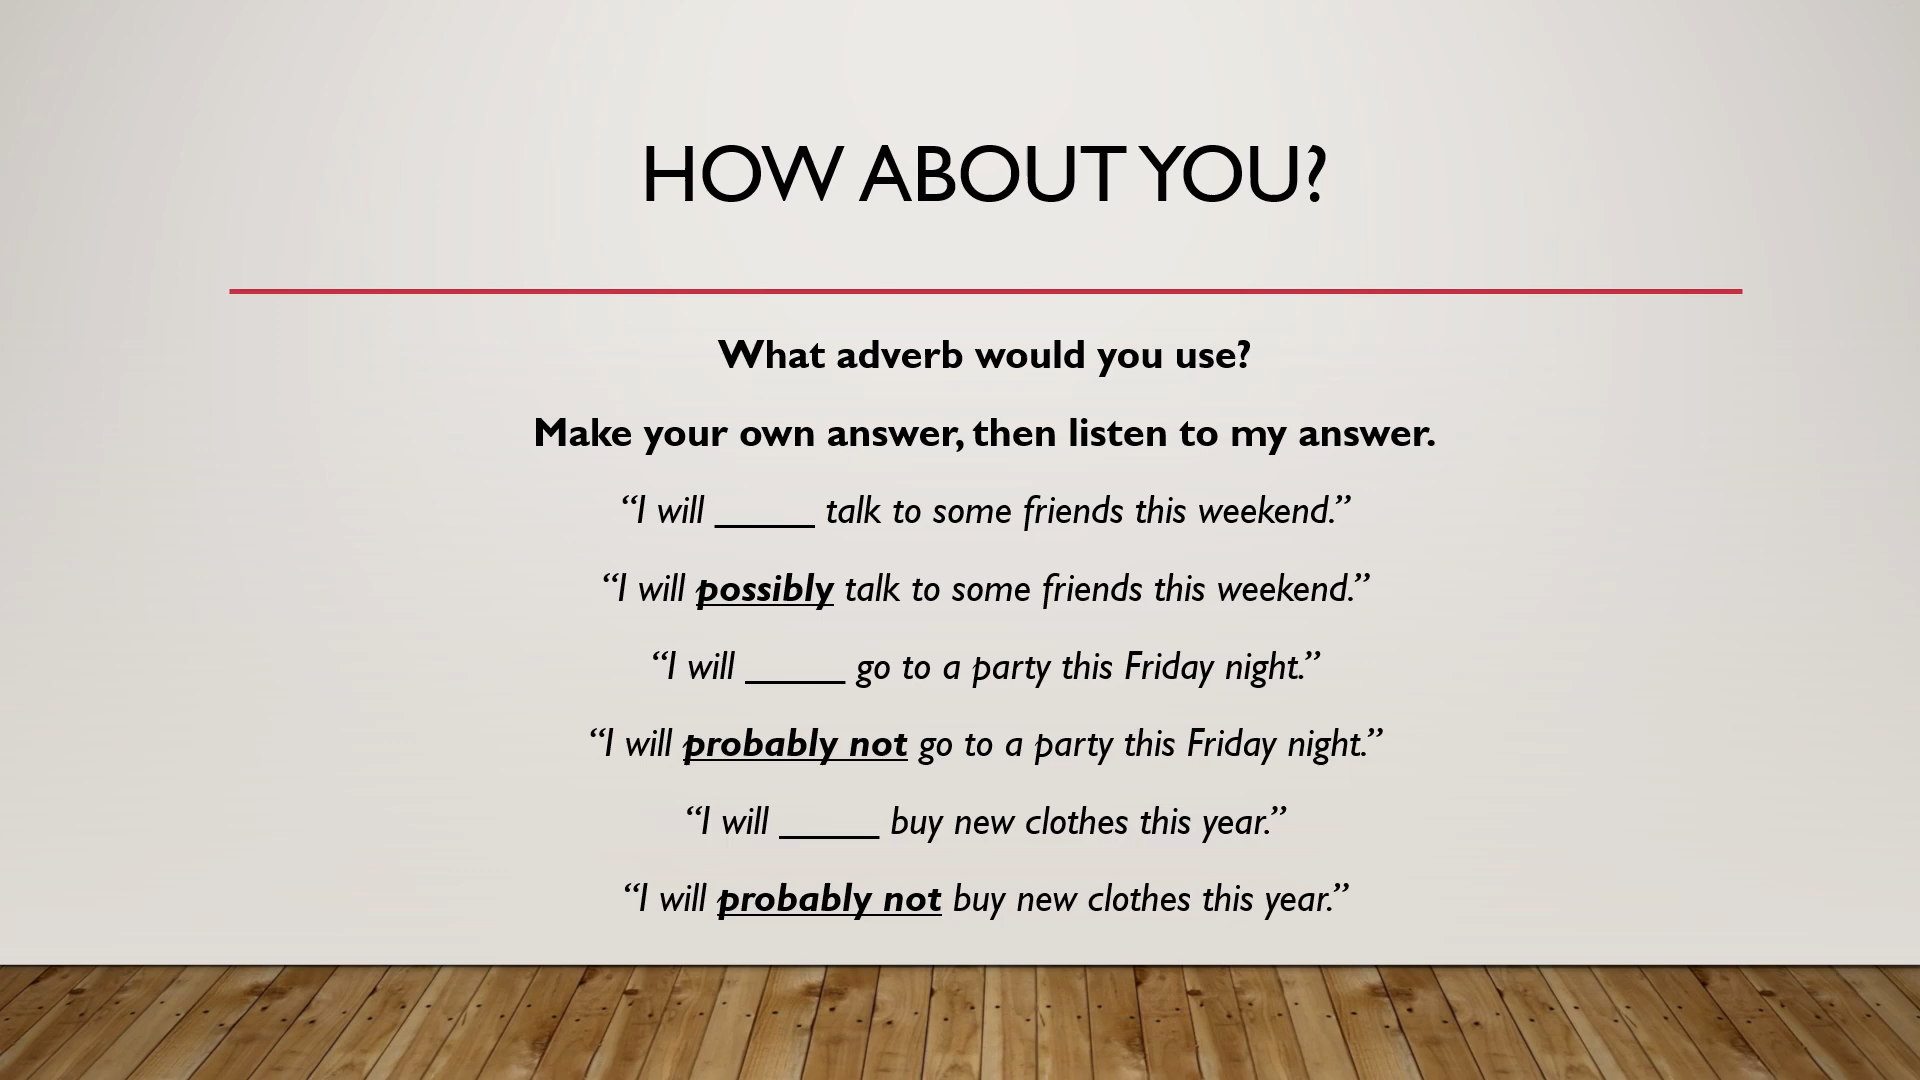 HOW ABOUT YOU?
What adverb would you use?
Make your own answer, then listen to my answer.
“I will _____ talk to some friends this weekend.”
“I will possibly talk to some friends this weekend.”
“I will _____ go to a party this Friday night.”
“I will probably not go to a party this Friday night.”
“I will _____ buy new clothes this year.”
“I will probably not buy new clothes this year.”